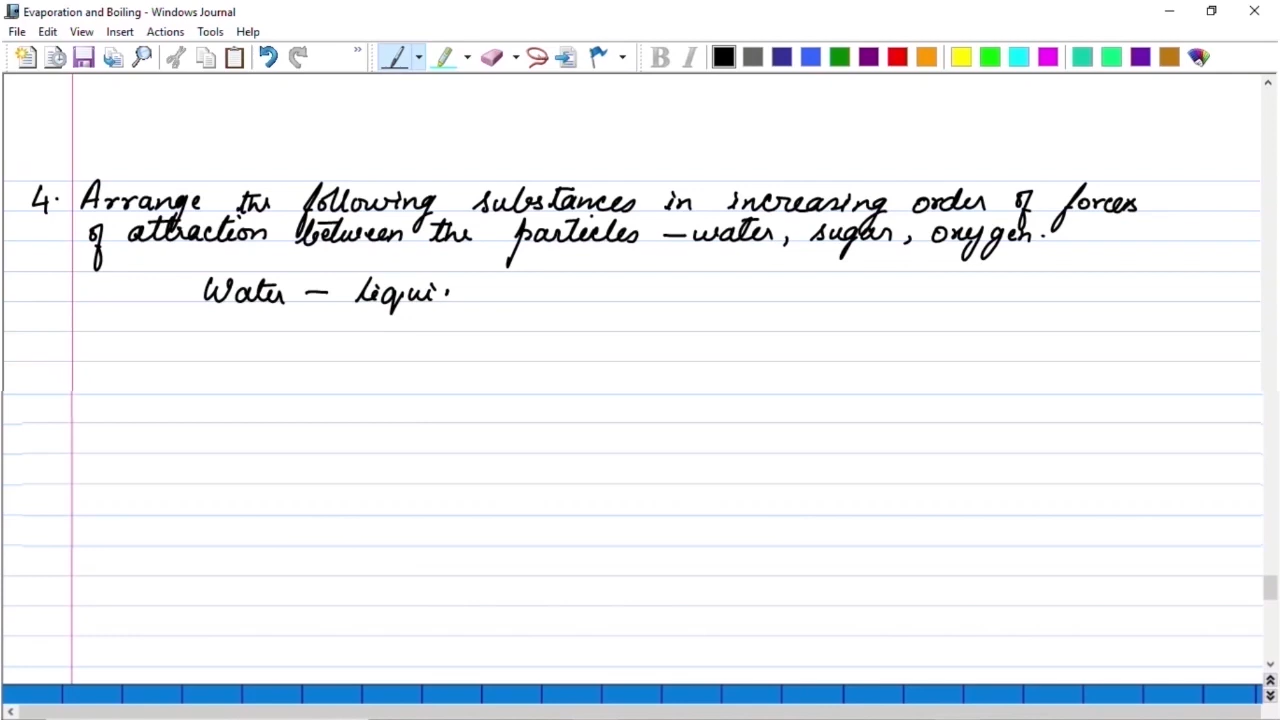 Evaporation and Boiling - Windows Journal
File Edit View Insert Actions Tools Help
4. Arrange the following substances in increasing order of forces
of attraction between the particles – water, sugar, oxygen.
Water – Liqui